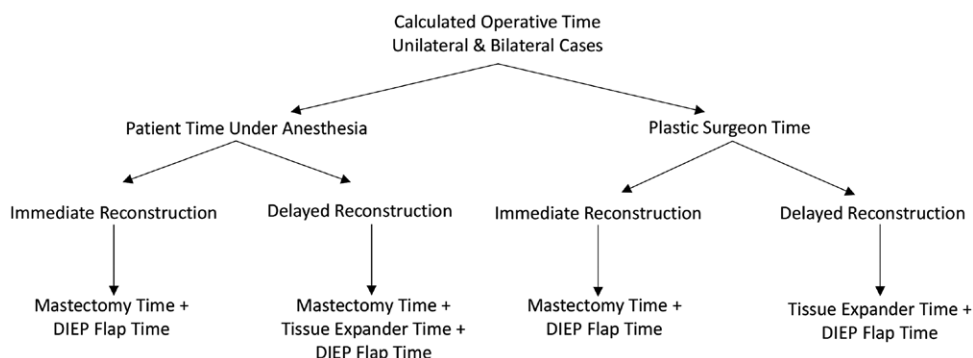 Calculated Operative Time
Unilateral & Bilateral Cases
Patient Time Under Anesthesia
Plastic Surgeon Time
Immediate Reconstruction
Delayed Reconstruction
Immediate Reconstruction
Delayed Reconstruction
Mastectomy Time +
DIEP Flap Time
Mastectomy Time +
Tissue Expander Time +
DIEP Flap Time
Mastectomy Time +
DIEP Flap Time
Tissue Expander Time +
DIEP Flap Time